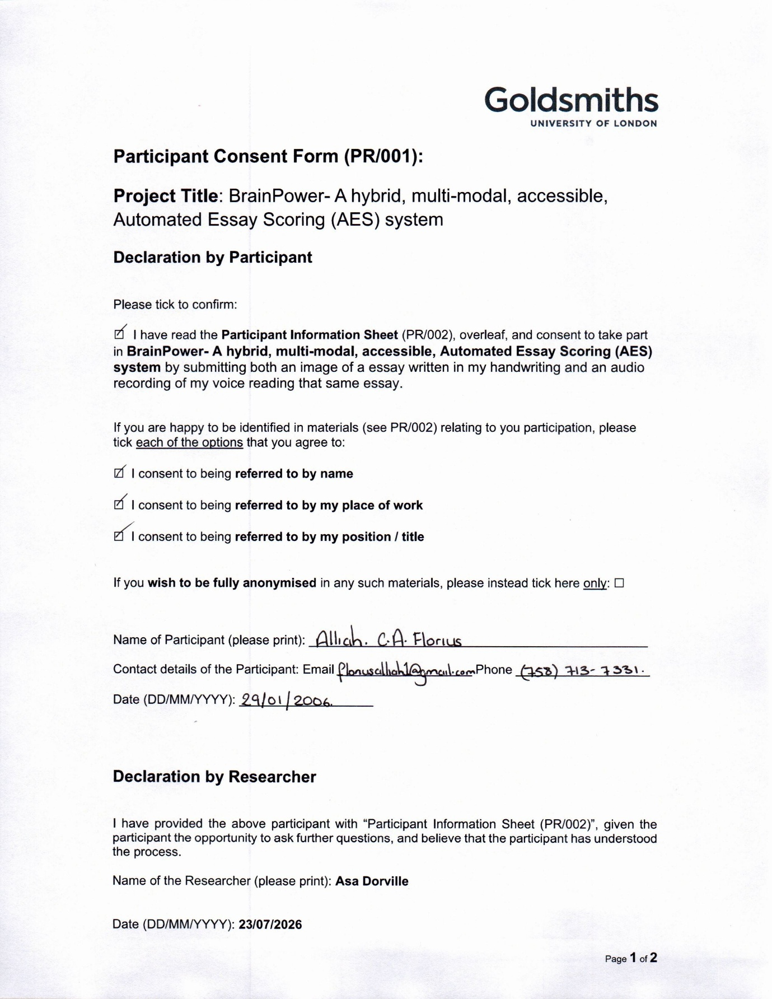 Goldsmiths
UNIVERSITY OF LONDON
Participant Consent Form (PR/001):
Project Title: BrainPower- A hybrid, multi-modal, accessible,
Automated Essay Scoring (AES) system
Declaration by Participant
Please tick to confirm:
☑ I have read the Participant Information Sheet (PR/002), overleaf, and consent to take part
in BrainPower- A hybrid, multi-modal, accessible, Automated Essay Scoring (AES)
system by submitting both an image of a essay written in my handwriting and an audio
recording of my voice reading that same essay.
If you are happy to be identified in materials (see PR/002) relating to you participation, please
tick each of the options that you agree to:
☑ I consent to being referred to by name
☑ I consent to being referred to by my place of work
☑ I consent to being referred to by my position / title
If you wish to be fully anonymised in any such materials, please instead tick here only: ☐
Name of Participant (please print): Alliah. C.A. Florius
Contact details of the Participant: Email floriusalliah1@gmail.com Phone (758) 713-7331.
Date (DD/MM/YYYY): 29/01/2006.
Declaration by Researcher
I have provided the above participant with “Participant Information Sheet (PR/002)”, given the
participant the opportunity to ask further questions, and believe that the participant has understood
the process.
Name of the Researcher (please print): Asa Dorville
Date (DD/MM/YYYY): 23/07/2026
Page 1 of 2